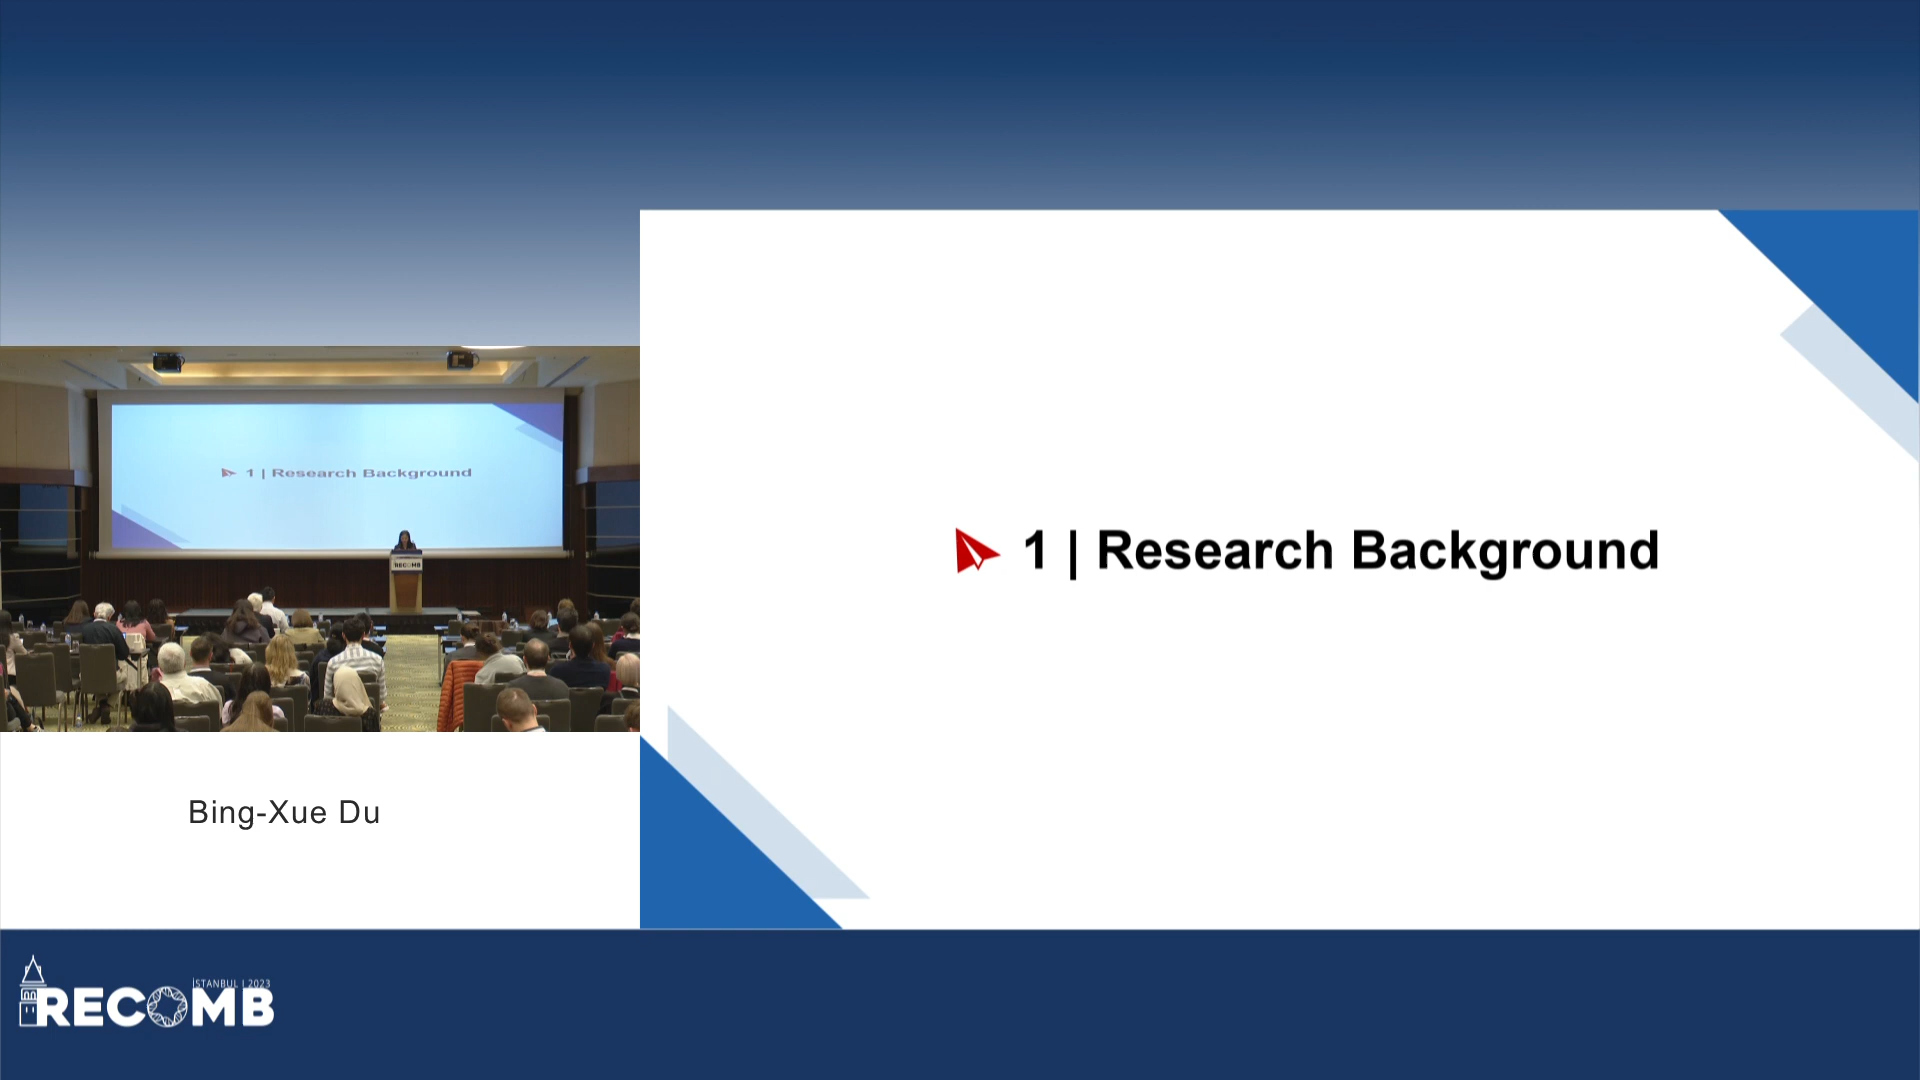 1 | Research Background
1 | Research Background
RECOMB
Bing-Xue Du
İSTANBUL | 2023
RECOMB